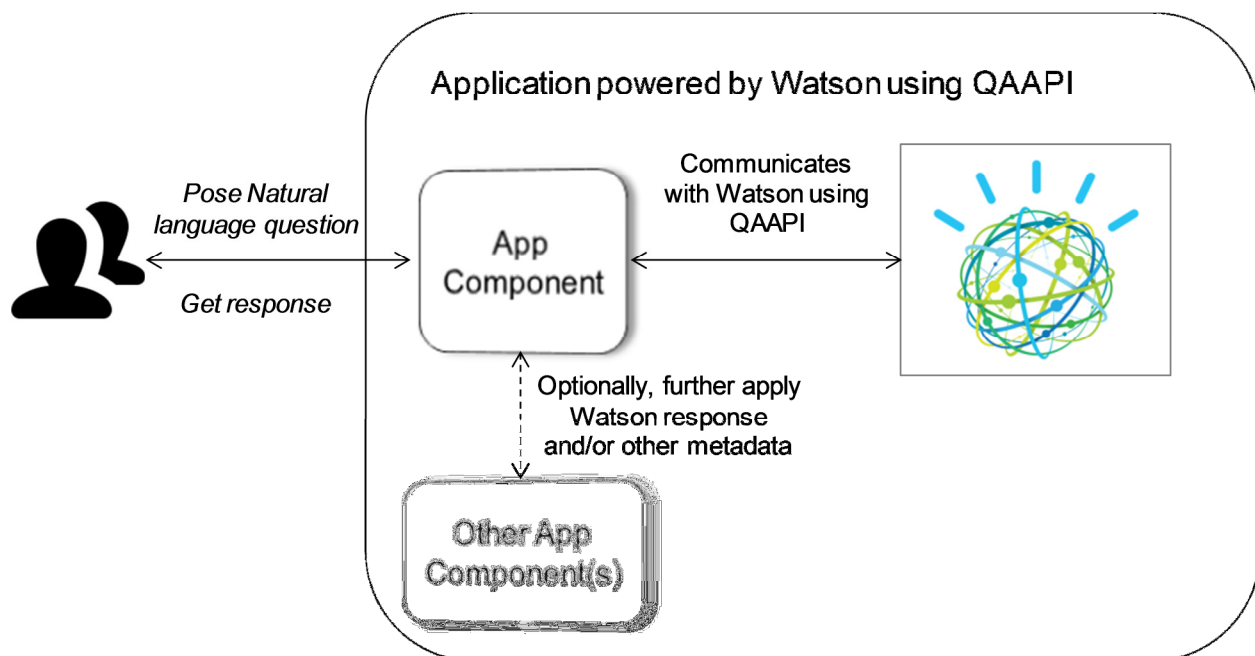 Application powered by Watson using QAAPI
Pose Natural
language question
Get response
App
Component
Communicates
with Watson using
QAAPI
Optionally, further apply
Watson response
and/or other metadata
Other App
Component(s)